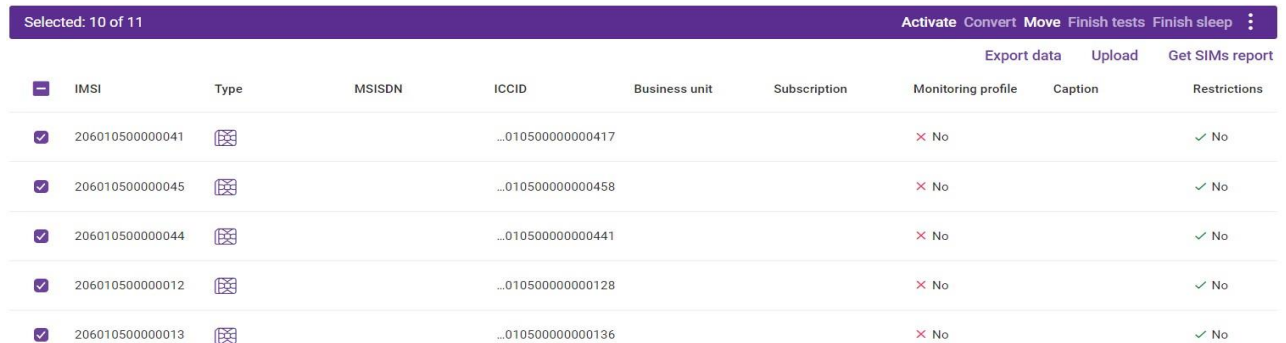 Selected: 10 of 11 Activate Convert Move Finish tests Finish sleep
Export data Upload Get SIMs report
IMSI Type MSISDN ICCID Business unit Subscription Monitoring profile Caption Restrictions
206010500000041 ...010500000000417 No No
206010500000045 ...010500000000458 No No
206010500000044 ...010500000000441 No No
206010500000012 ...010500000000128 No No
206010500000013 ...010500000000136 No No